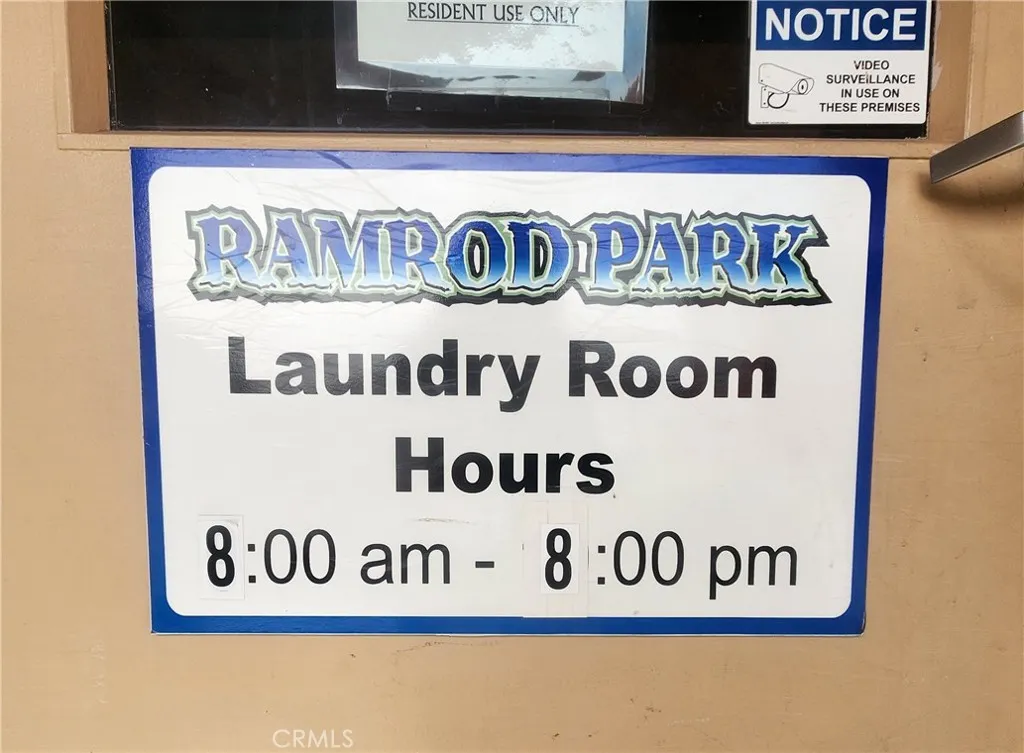 RESIDENT USE ONLY
NOTICE
VIDEO
SURVEILLANCE
IN USE ON
THESE PREMISES
RAMROD PARK
Laundry Room
Hours
8:00 am - 8:00 pm
CRMLS